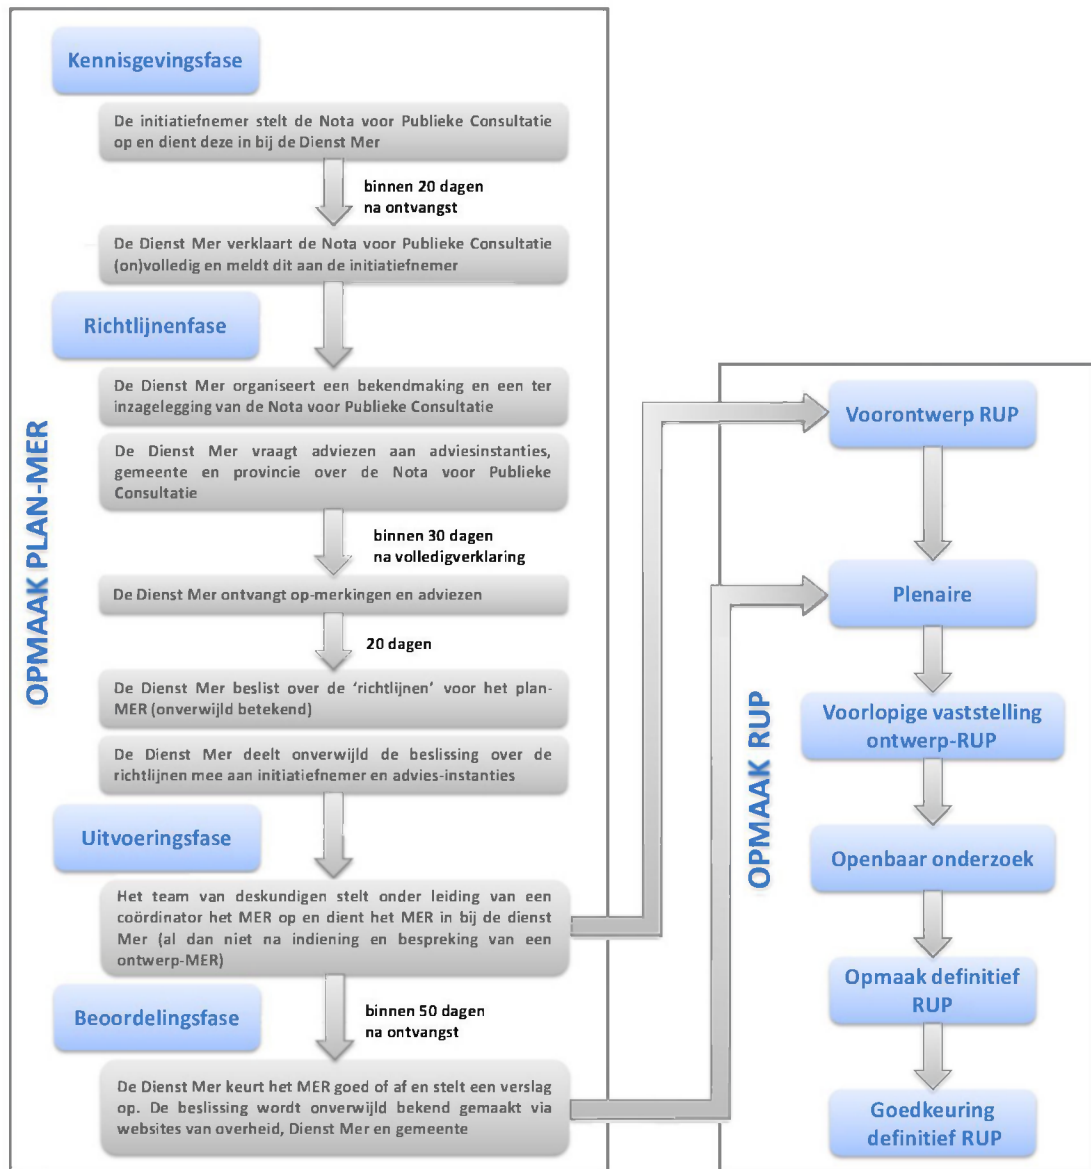 OPMAAK PLAN-MER
Kennisgevingsfase
De initiatiefnemer stelt de Nota voor Publieke Consultatie
op en dient deze in bij de Dienst Mer
binnen 20 dagen
na ontvangst
De Dienst Mer verklaart de Nota voor Publieke Consultatie
(on)volledig en meldt dit aan de initiatiefnemer
Richtlijnenfase
De Dienst Mer organiseert een bekendmaking en een ter
inzagelegging van de Nota voor Publieke Consultatie
De Dienst Mer vraagt adviezen aan adviesinstanties,
gemeente en provincie over de Nota voor Publieke
Consultatie
binnen 30 dagen
na volledigverklaring
De Dienst Mer ontvangt op-merkingen en adviezen
20 dagen
De Dienst Mer beslist over de ‘richtlijnen’ voor het plan-
MER (onverwijld betekend)
De Dienst Mer deelt onverwijld de beslissing over de
richtlijnen mee aan initiatiefnemer en advies-instanties
Uitvoeringsfase
Het team van deskundigen stelt onder leiding van een
coördinator het MER op en dient het MER in bij de dienst
Mer (al dan niet na indiening en bespreking van een
ontwerp-MER)
Beoordelingsfase
binnen 50 dagen
na ontvangst
De Dienst Mer keurt het MER goed of af en stelt een verslag
op. De beslissing wordt onverwijld bekend gemaakt via
websites van overheid, Dienst Mer en gemeente
OPMAAK RUP
Voorontwerp RUP
Plenaire
Voorlopige vaststelling
ontwerp-RUP
Openbaar onderzoek
Opmaak definitief
RUP
Goedkeuring
definitief RUP